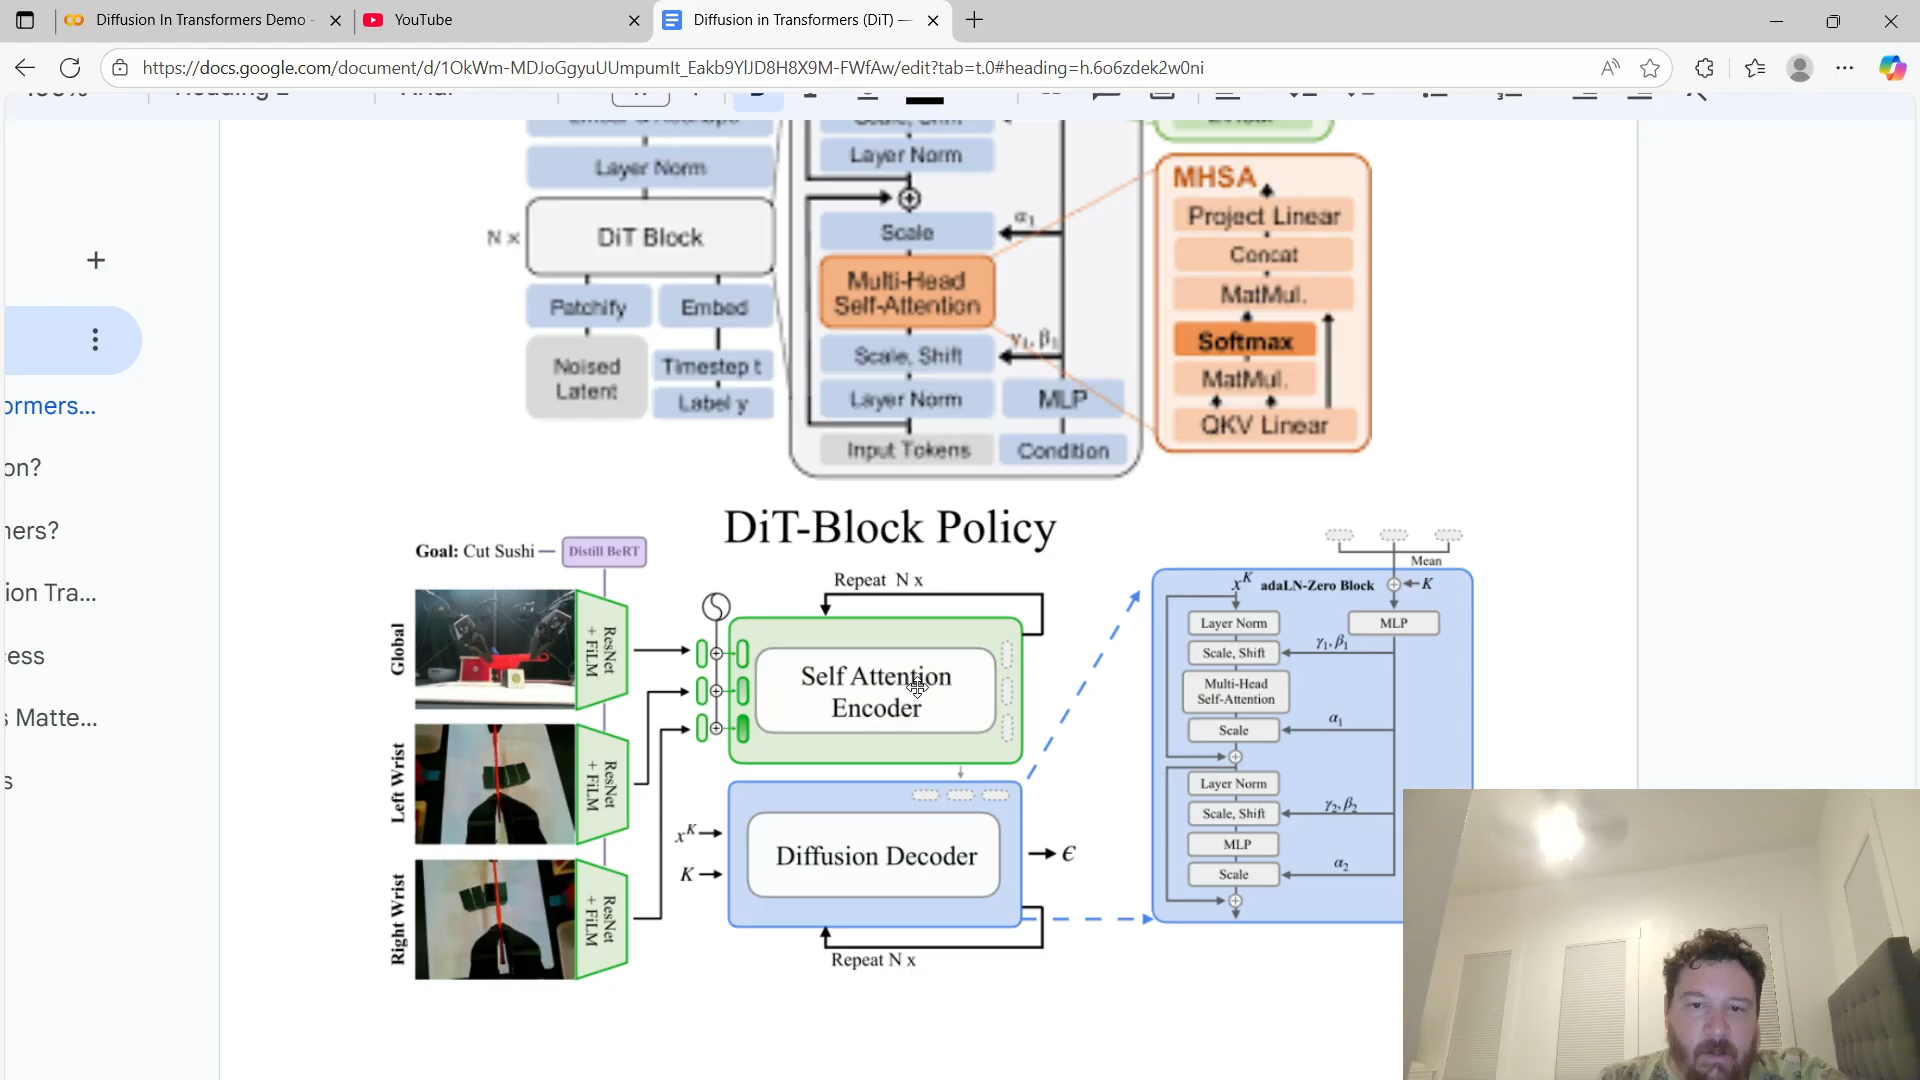 Diffusion In Transformers Demo -
YouTube
Diffusion in Transformers (DiT) —
https://docs.google.com/document/d/1OkWm-MDJoGgyuUUmpumIt_Eakb9YlJD8H8X9M-FWfAw/edit?tab=t.0#heading=h.6o6zdek2w0ni
ormers...
on?
ners?
ion Tra...
ess
s Matte...
s
Layer Norm
N x
DiT Block
Patchify
Embed
Noised
Latent
Timestep t
Label y
Scale, Shift
Layer Norm
Scale
α₁
Multi-Head
Self-Attention
γ₁, β₁
Scale, Shift
Layer Norm
MLP
Input Tokens
Condition
MHSA
Project Linear
Concat
MatMul.
Softmax
MatMul.
QKV Linear
DiT-Block Policy
Goal: Cut Sushi
Distill BeRT
Global
ResNet
+ FiLM
Left Wrist
ResNet
+ FiLM
Right Wrist
ResNet
+ FiLM
Repeat N x
Self Attention
Encoder
xᴷ
K
Diffusion Decoder
ϵ
Repeat N x
Mean
xᴷ
adaLN-Zero Block
K
Layer Norm
MLP
γ₁, β₁
Scale, Shift
Multi-Head
Self-Attention
α₁
Scale
Layer Norm
γ₂, β₂
Scale, Shift
MLP
α₂
Scale